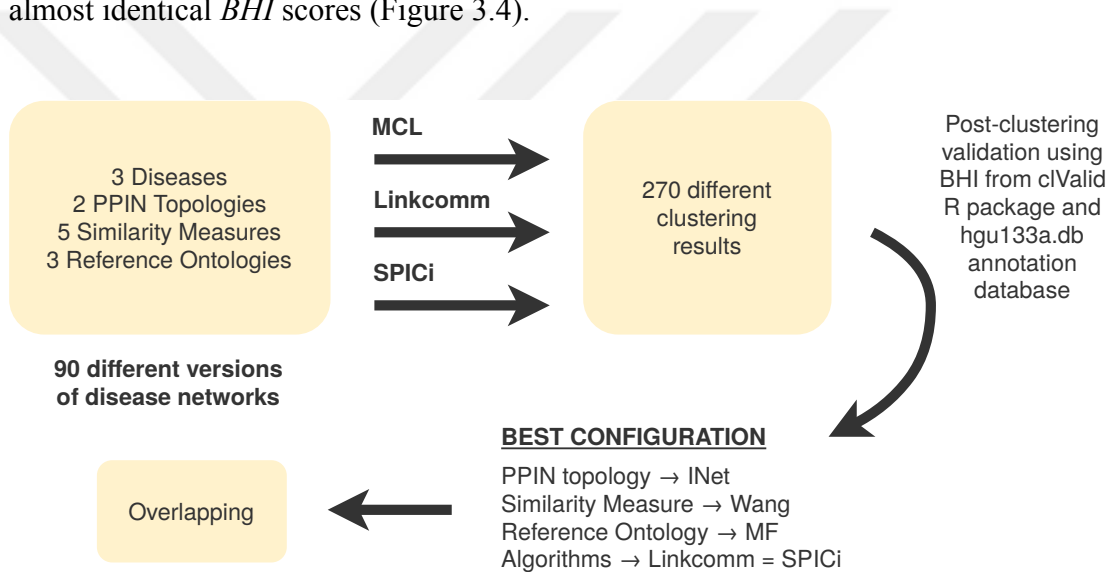 almost identical BHI scores (Figure 3.4).
3 Diseases
2 PPIN Topologies
5 Similarity Measures
3 Reference Ontologies
90 different versions
of disease networks
MCL
Linkcomm
SPICi
270 different
clustering
results
Post-clustering
validation using
BHI from clValid
R package and
hgu133a.db
annotation
database
BEST CONFIGURATION
PPIN topology → INet
Similarity Measure → Wang
Reference Ontology → MF
Algorithms → Linkcomm = SPICi
Overlapping